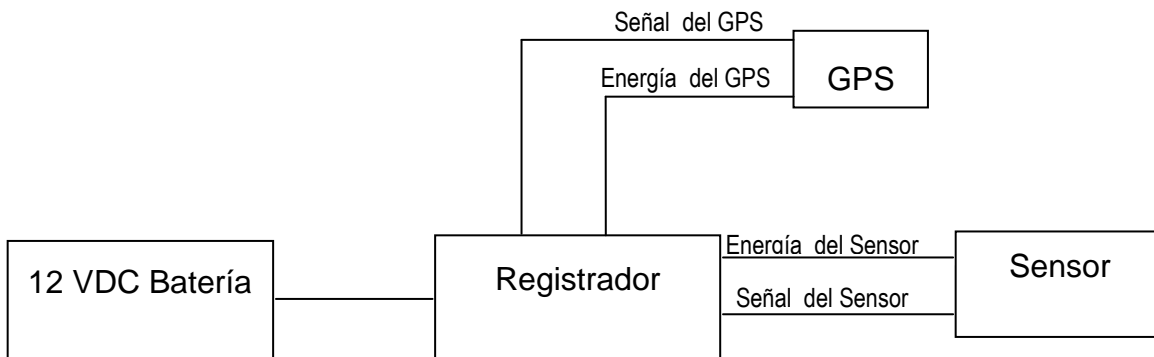 Señal del GPS
Energía del GPS
GPS
12 VDC Batería
Registrador
Energía del Sensor
Señal del Sensor
Sensor